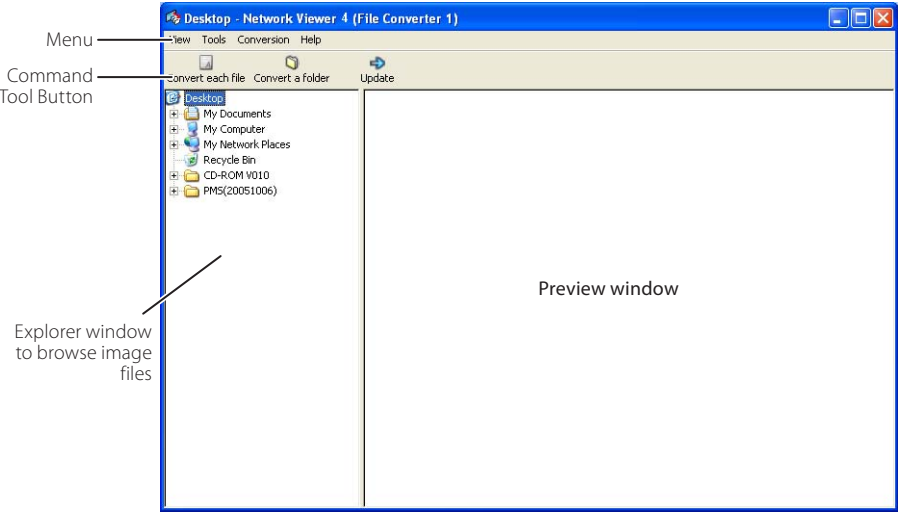 Desktop - Network Viewer 4 (File Converter 1)
Menu
View Tools Conversion Help
Command
Tool Button
Convert each file Convert a folder Update
Desktop
My Documents
My Computer
My Network Places
Recycle Bin
CD-ROM V010
PMS(20051006)
Preview window
Explorer window
to browse image
files